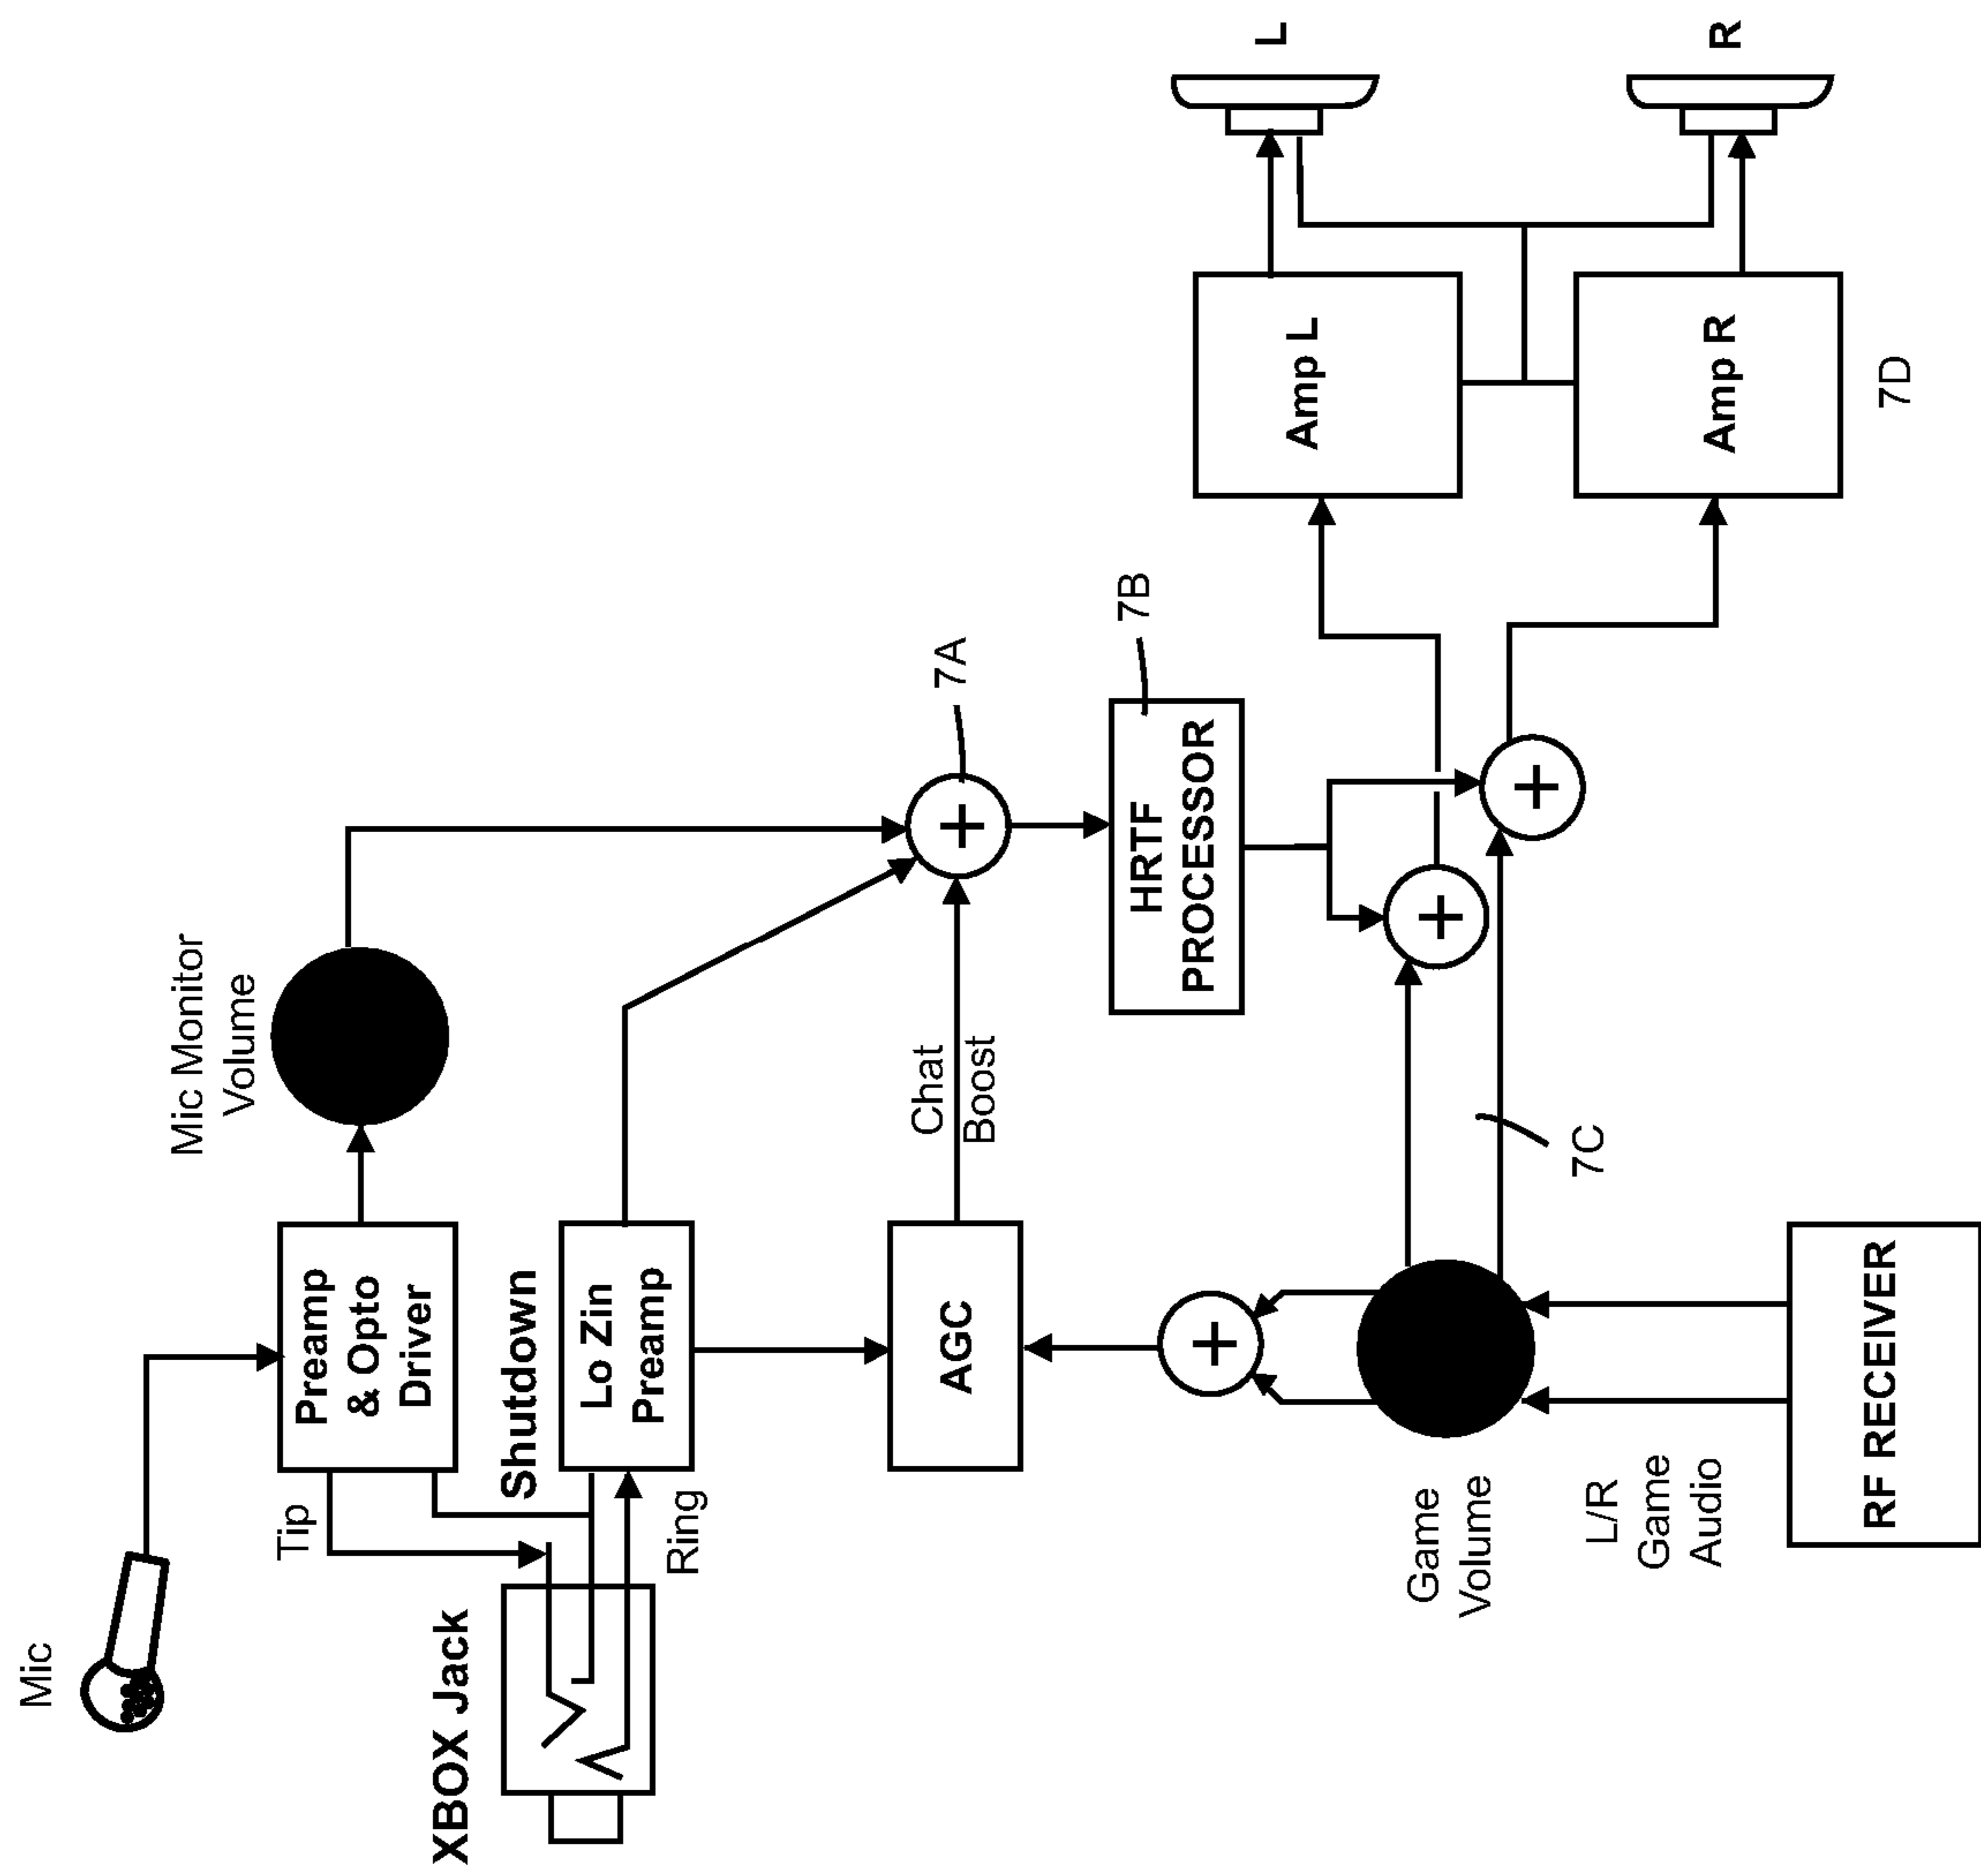 Mic
XBOX Jack
Tip
Ring
Preamp
& Opto
Driver
Shutdown
Lo Zin
Preamp
Mic Monitor
Volume
AGC
Chat
Boost
7A
HRTF
PROCESSOR
7B
Game
Volume
L/R
Game
Audio
RF RECEIVER
7C
+
+
+
+
Amp L
Amp R
7D
L
R